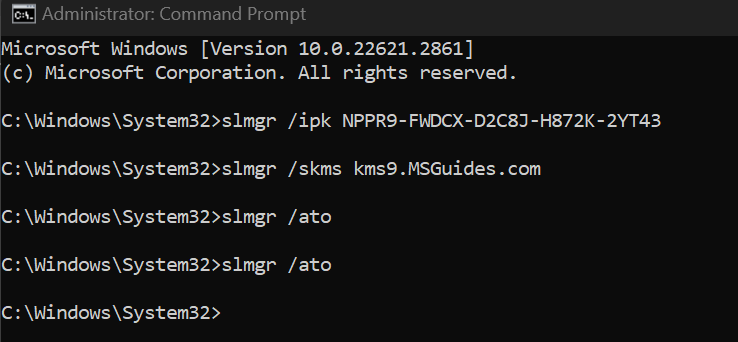 Administrator: Command Prompt
Microsoft Windows [Version 10.0.22621.2861]
(c) Microsoft Corporation. All rights reserved.
C:\Windows\System32>slmgr /ipk NPPR9-FWDCX-D2C8J-H872K-2YT43
C:\Windows\System32>slmgr /skms kms9.MSGuides.com
C:\Windows\System32>slmgr /ato
C:\Windows\System32>slmgr /ato
C:\Windows\System32>